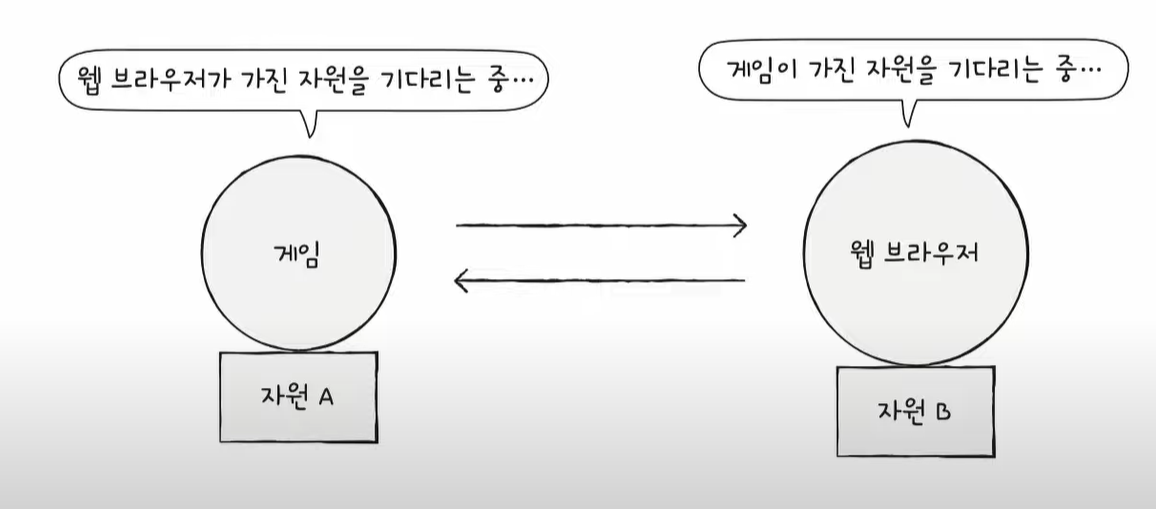 웹 브라우저가 가진 자원을 기다리는 중…
게임이 가진 자원을 기다리는 중…
게임
웹 브라우저
자원 A
자원 B